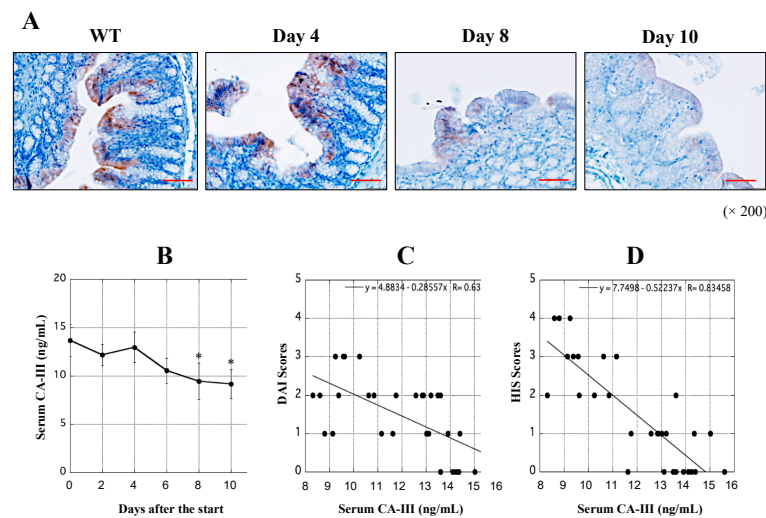 A
WT
Day 4
Day 8
Day 10
(× 200)
B
20
15
10
5
0
0 2 4 6 8 10
* *
Serum CA-III (ng/mL)
Days after the start
C
y = 4.8834 - 0.28557x R= 0.63
5
4
3
2
1
0
8 9 10 11 12 13 14 15
DAI Scores
Serum CA-III (ng/mL)
D
y = 7.7498 - 0.52237x R= 0.83458
5
4
3
2
1
0
8 9 10 11 12 13 14 15 16
HIS Scores
Serum CA-III (ng/mL)